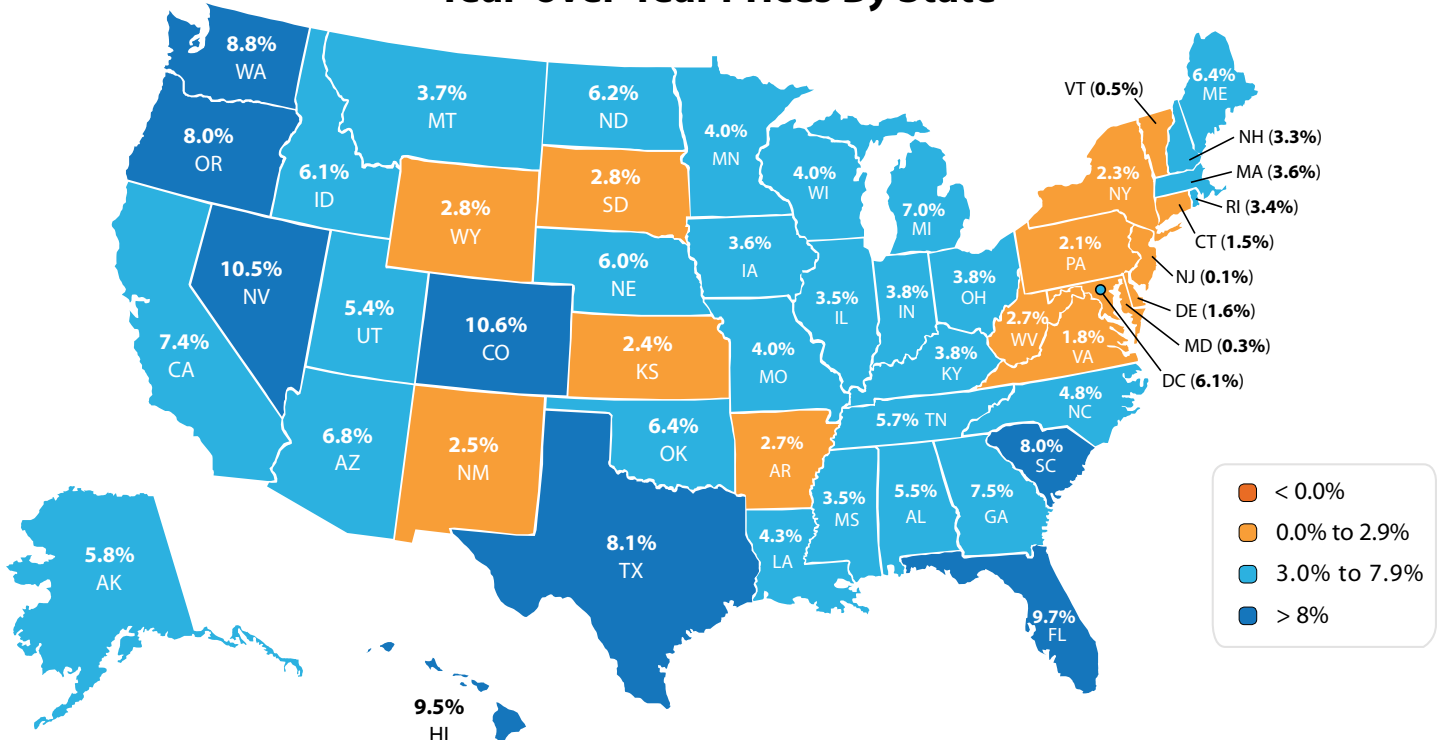 Year-over-Year Prices By State
8.8%
WA
8.0%
OR
6.1%
ID
3.7%
MT
6.2%
ND
4.0%
MN
4.0%
WI
7.0%
MI
2.8%
WY
2.8%
SD
3.6%
IA
6.0%
NE
10.5%
NV
5.4%
UT
10.6%
CO
2.4%
KS
4.0%
MO
3.5%
IL
3.8%
IN
3.8%
OH
3.8%
KY
2.7%
WV
1.8%
VA
2.1%
PA
2.3%
NY
6.4%
ME
VT (0.5%)
NH (3.3%)
MA (3.6%)
RI (3.4%)
CT (1.5%)
NJ (0.1%)
DE (1.6%)
MD (0.3%)
DC (6.1%)
7.4%
CA
6.8%
AZ
2.5%
NM
6.4%
OK
2.7%
AR
5.7% TN
4.8%
NC
8.0%
SC
3.5%
MS
5.5%
AL
7.5%
GA
4.3%
LA
8.1%
TX
9.7%
FL
5.8%
AK
9.5%
HI
< 0.0%
0.0% to 2.9%
3.0% to 7.9%
> 8%